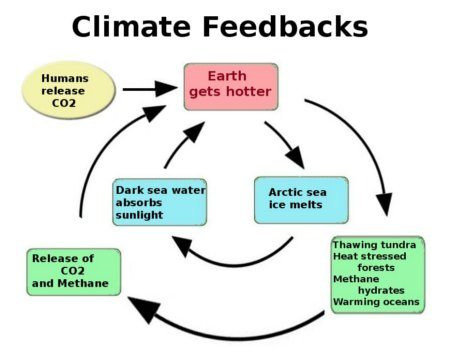 Climate Feedbacks
Humans
release
CO2
Earth
gets hotter
Dark sea water
absorbs
sunlight
Arctic sea
ice melts
Release of
CO2
and Methane
Thawing tundra
Heat stressed
forests
Methane
hydrates
Warming oceans